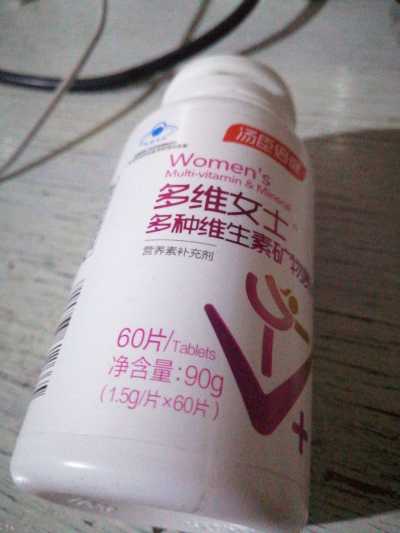 汤臣倍健
Women's
Multi-vitamin & Mineral
多维女士
多种维生素矿物
营养素补充剂
60片/Tablets
净含量:90g
(1.5g/片×60片)